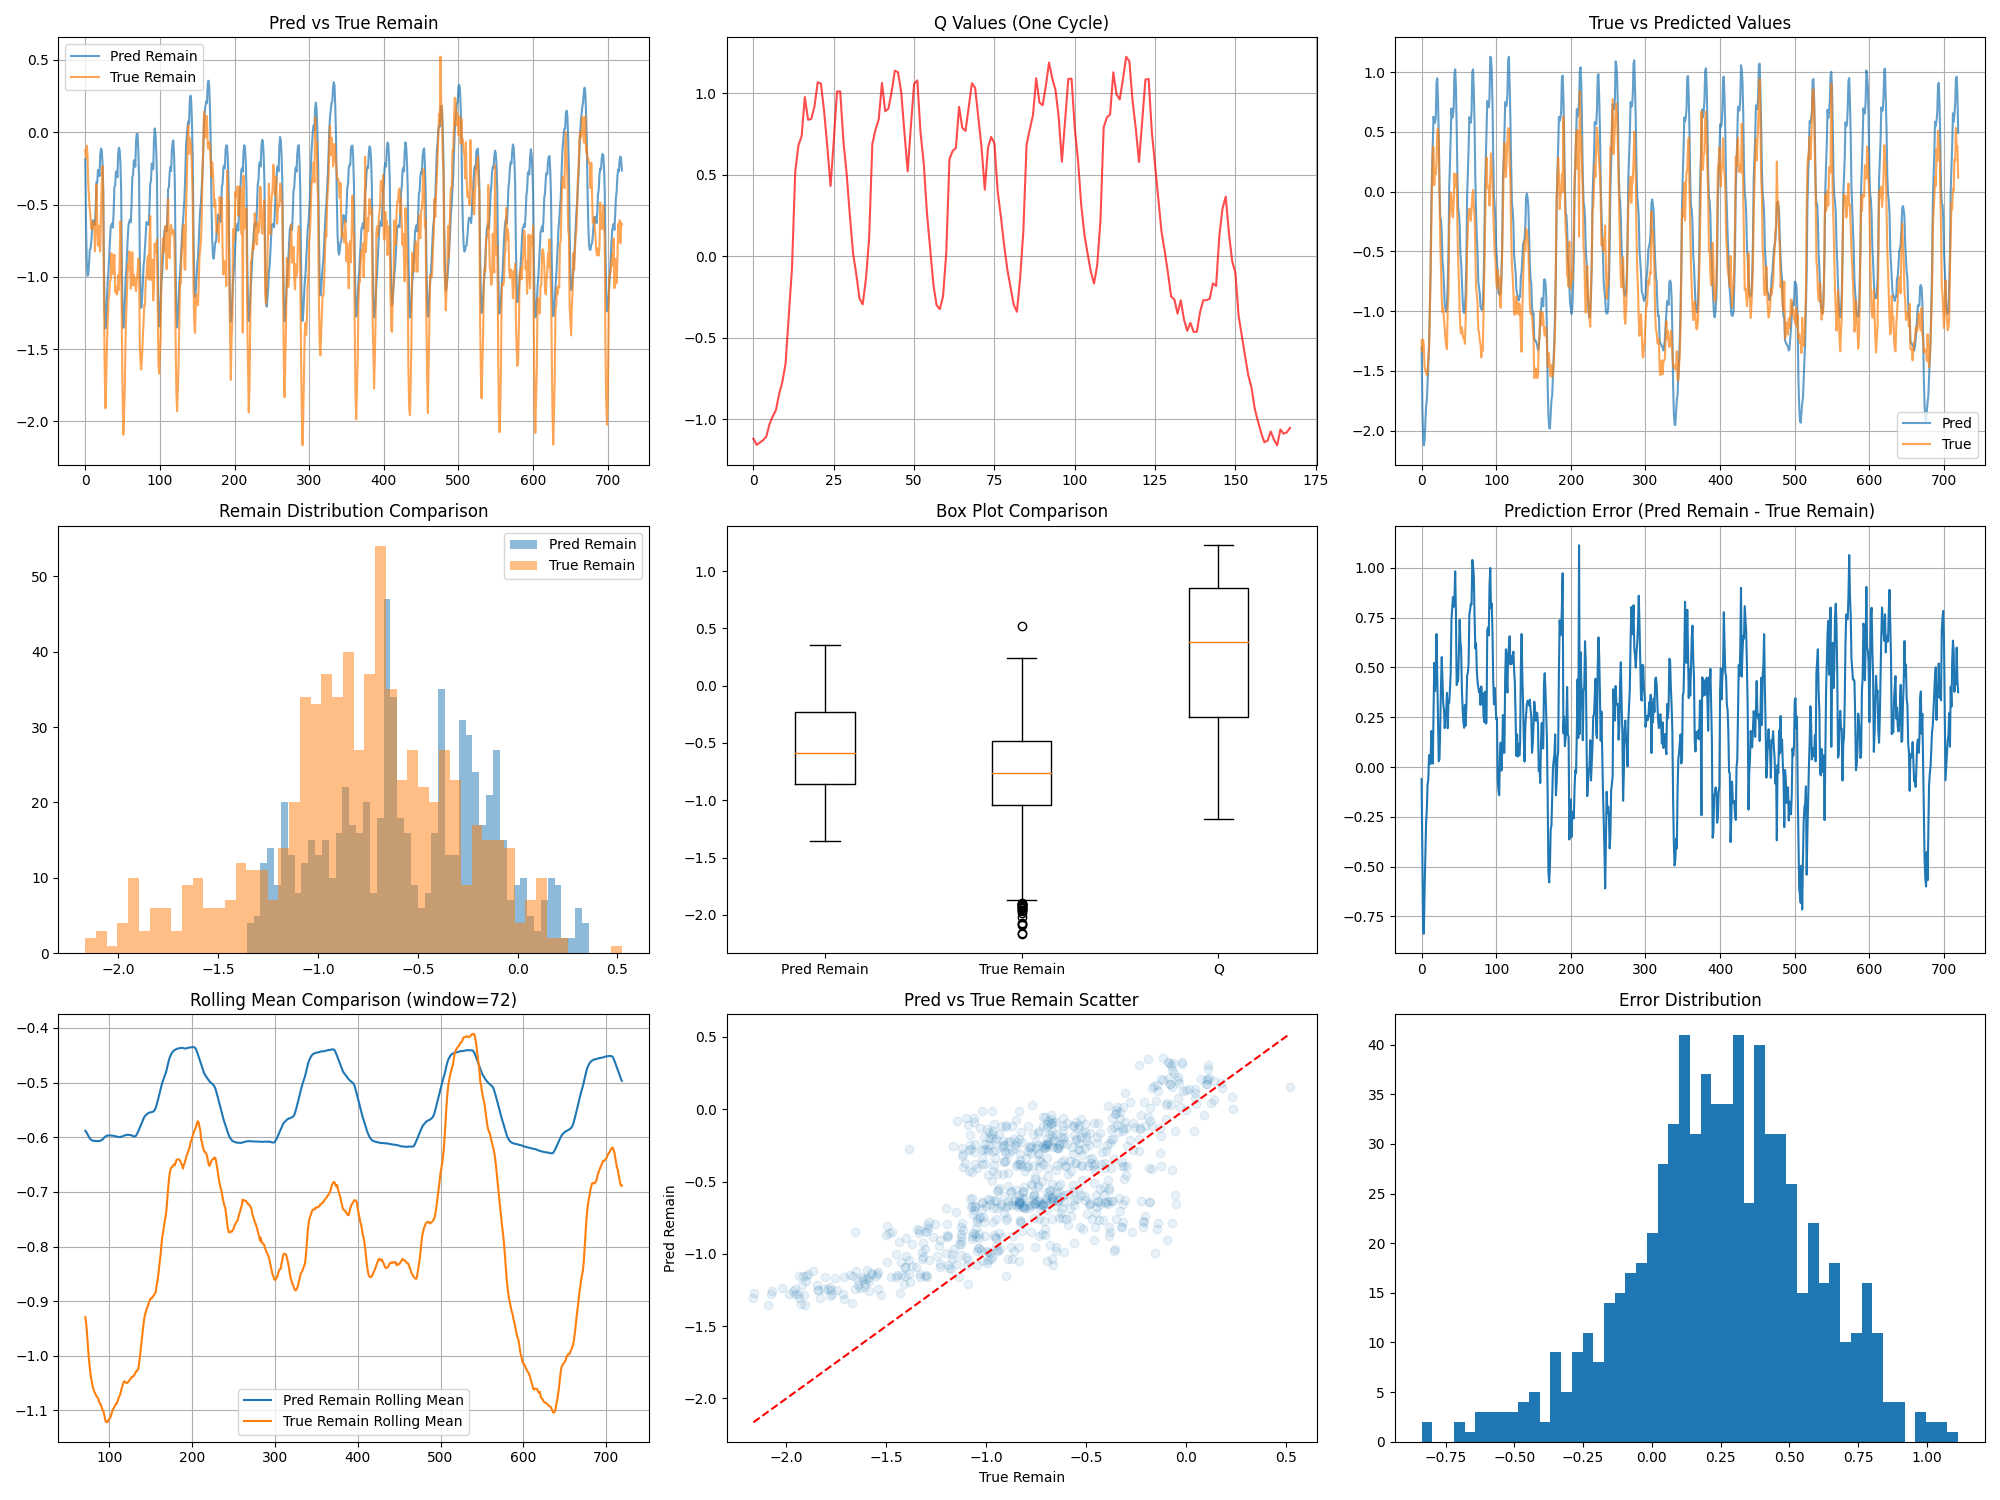 Pred vs True Remain
Pred Remain
True Remain
0.5
0.0
−0.5
−1.0
−1.5
−2.0
0 100 200 300 400 500 600 700
Q Values (One Cycle)
1.0
0.5
0.0
−0.5
−1.0
0 25 50 75 100 125 150 175
True vs Predicted Values
1.0
0.5
0.0
−0.5
−1.0
−1.5
−2.0
Pred
True
0 100 200 300 400 500 600 700
Remain Distribution Comparison
Pred Remain
True Remain
50
40
30
20
10
0
−2.0 −1.5 −1.0 −0.5 0.0 0.5
Box Plot Comparison
1.0
0.5
0.0
−0.5
−1.0
−1.5
−2.0
Pred Remain True Remain Q
Prediction Error (Pred Remain - True Remain)
1.00
0.75
0.50
0.25
0.00
−0.25
−0.50
−0.75
0 100 200 300 400 500 600 700
Rolling Mean Comparison (window=72)
−0.4
−0.5
−0.6
−0.7
−0.8
−0.9
−1.0
−1.1
Pred Remain Rolling Mean
True Remain Rolling Mean
100 200 300 400 500 600 700
Pred vs True Remain Scatter
Pred Remain
0.5
0.0
−0.5
−1.0
−1.5
−2.0
−2.0 −1.5 −1.0 −0.5 0.0 0.5
True Remain
Error Distribution
40
35
30
25
20
15
10
5
0
−0.75 −0.50 −0.25 0.00 0.25 0.50 0.75 1.00